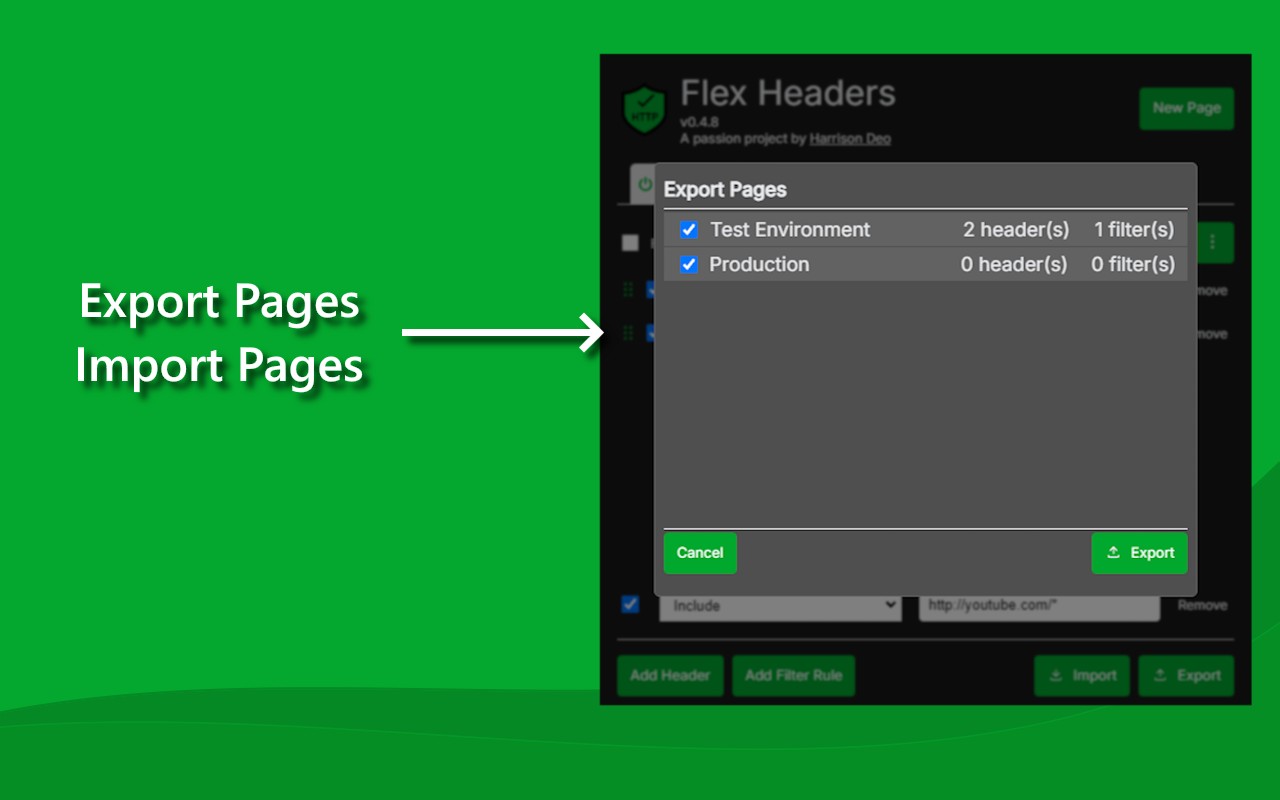 Export Pages
Import Pages
HTTP
Flex Headers
v0.4.8
A passion project by Harrison Deo
New Page
Export Pages
Test Environment 2 header(s) 1 filter(s)
Production 0 header(s) 0 filter(s)
Cancel Export
Include http://youtube.com/* Remove
Add Header Add Filter Rule Import Export